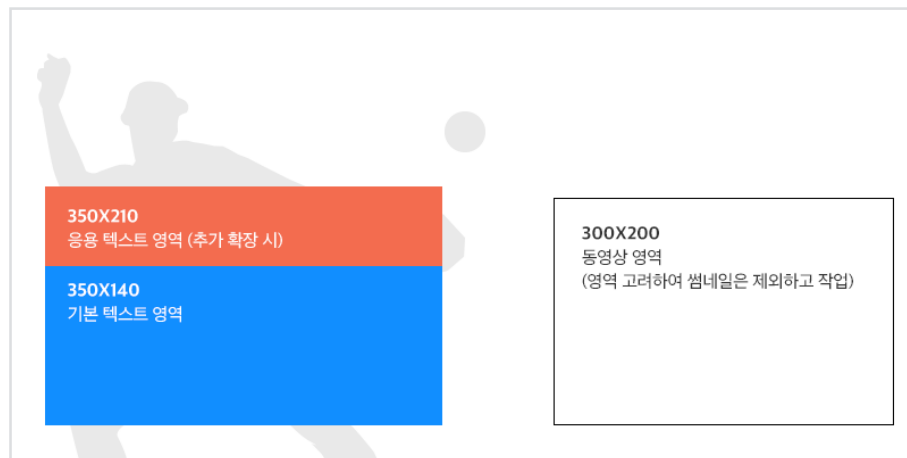 350X210
응용 텍스트 영역 (추가 확장 시)
350X140
기본 텍스트 영역
300X200
동영상 영역
(영역 고려하여 썸네일은 제외하고 작업)